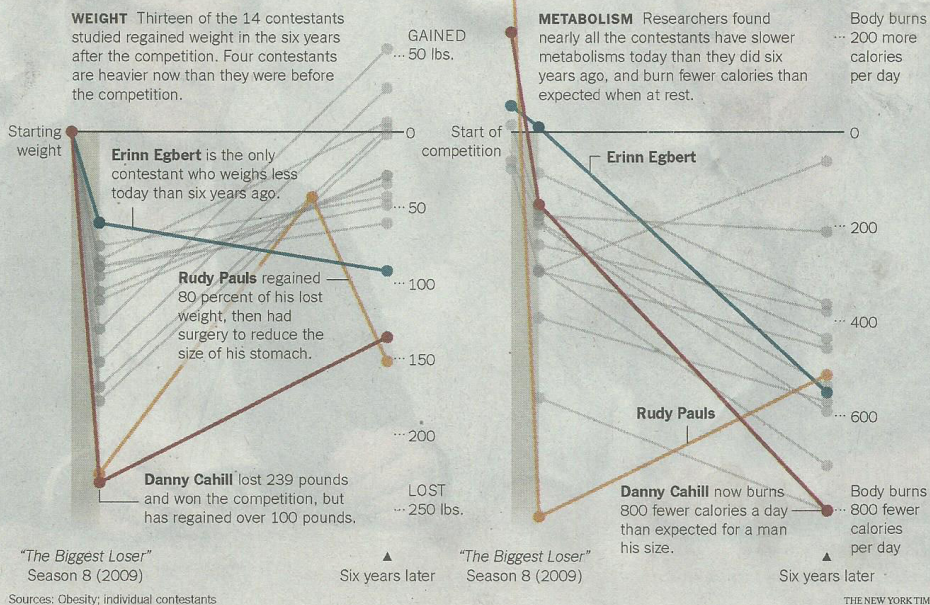 WEIGHT Thirteen of the 14 contestants
studied regained weight in the six years
after the competition. Four contestants
are heavier now than they were before
the competition.
GAINED
50 lbs.
Starting
weight
0
Erinn Egbert is the only
contestant who weighs less
today than six years ago.
50
Rudy Pauls regained
80 percent of his lost
weight, then had
surgery to reduce the
size of his stomach.
100
150
200
Danny Cahill lost 239 pounds
and won the competition, but
has regained over 100 pounds.
LOST
250 lbs.
"The Biggest Loser"
Season 8 (2009)
Six years later
METABOLISM Researchers found
nearly all the contestants have slower
metabolisms today than they did six
years ago, and burn fewer calories than
expected when at rest.
Body burns
200 more
calories
per day
Start of
competition
0
Erinn Egbert
200
400
Rudy Pauls
600
Danny Cahill now burns
800 fewer calories a day
than expected for a man
his size.
Body burns
800 fewer
calories
per day
"The Biggest Loser"
Season 8 (2009)
Six years later
Sources: Obesity; individual contestants
THE NEW YORK TIM